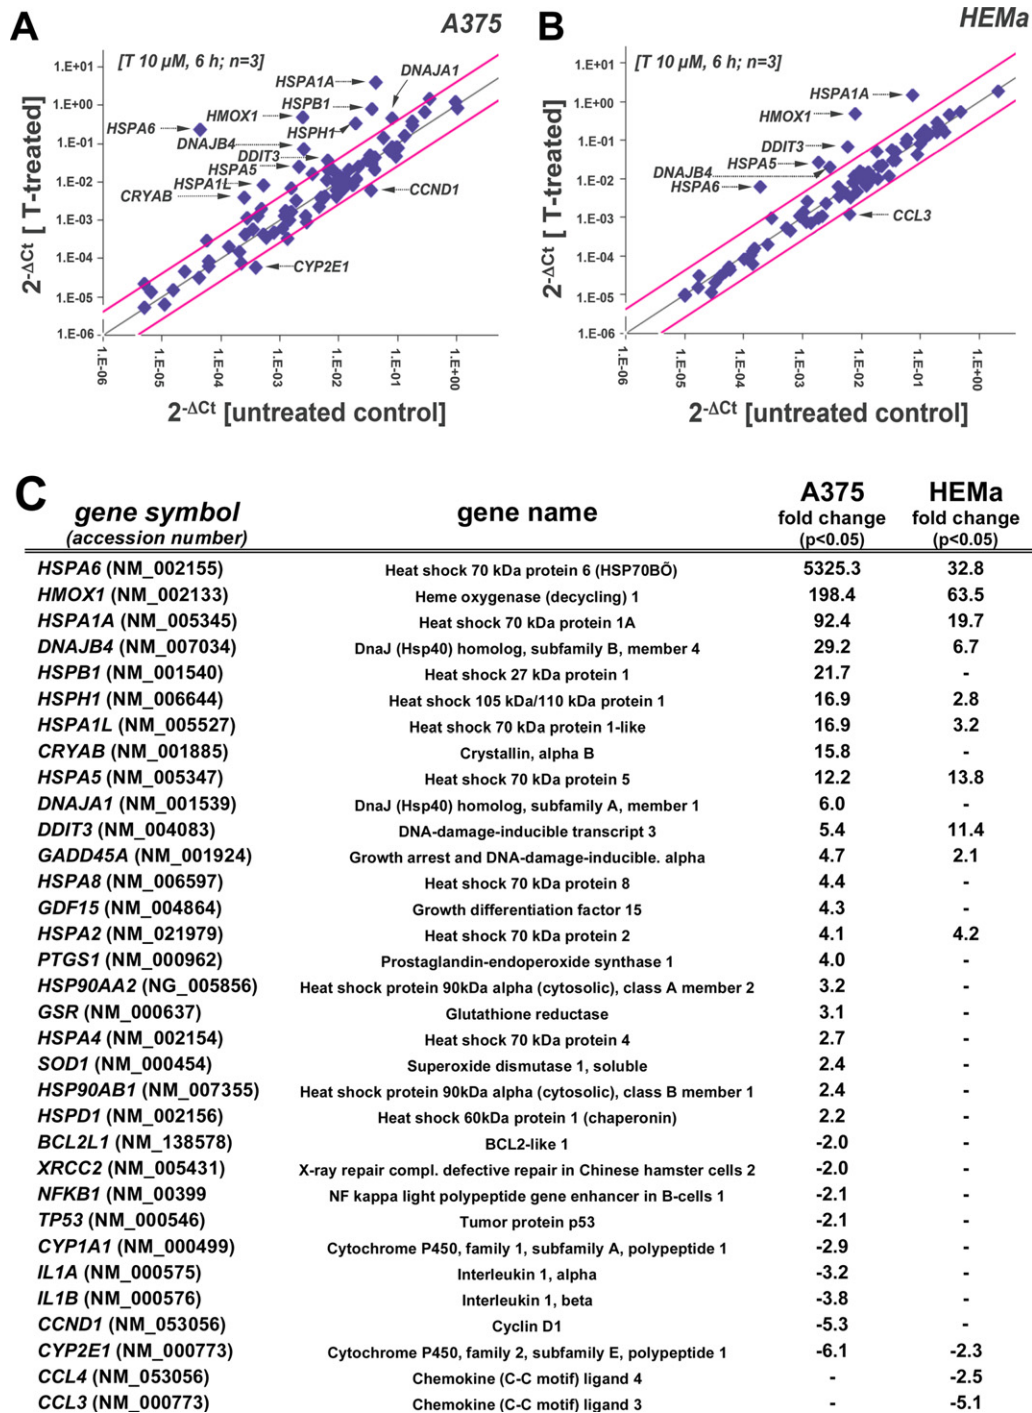 A
A375
[T 10 µM, 6 h; n=3]
HSPA1A
DNAJA1
HSPB1
HMOX1
HSPA6
HSPH1
DNAJB4
DDIT3
HSPA5
HSPA1L
CRYAB
CCND1
CYP2E1
2-ΔCt [ T-treated]
1.E+01
1.E+00
1.E-01
1.E-02
1.E-03
1.E-04
1.E-05
1.E-06
1.E-06
1.E-05
1.E-04
1.E-03
1.E-02
1.E-01
1.E+00
2-ΔCt [untreated control]
B
HEMa
[T 10 µM, 6 h; n=3]
HSPA1A
HMOX1
DDIT3
HSPA5
DNAJB4
HSPA6
CCL3
2-ΔCt [ T-treated]
1.E+01
1.E+00
1.E-01
1.E-02
1.E-03
1.E-04
1.E-05
1.E-06
1.E-06
1.E-05
1.E-04
1.E-03
1.E-02
1.E-01
1.E+00
2-ΔCt [untreated control]
C
gene symbol (accession number) gene name A375 fold change (p<0.05) HEMa fold change (p<0.05)
HSPA6 (NM_002155) Heat shock 70 kDa protein 6 (HSP70BÕ) 5325.3 32.8
HMOX1 (NM_002133) Heme oxygenase (decycling) 1 198.4 63.5
HSPA1A (NM_005345) Heat shock 70 kDa protein 1A 92.4 19.7
DNAJB4 (NM_007034) DnaJ (Hsp40) homolog, subfamily B, member 4 29.2 6.7
HSPB1 (NM_001540) Heat shock 27 kDa protein 1 21.7 -
HSPH1 (NM_006644) Heat shock 105 kDa/110 kDa protein 1 16.9 2.8
HSPA1L (NM_005527) Heat shock 70 kDa protein 1-like 16.9 3.2
CRYAB (NM_001885) Crystallin, alpha B 15.8 -
HSPA5 (NM_005347) Heat shock 70 kDa protein 5 12.2 13.8
DNAJA1 (NM_001539) DnaJ (Hsp40) homolog, subfamily A, member 1 6.0 -
DDIT3 (NM_004083) DNA-damage-inducible transcript 3 5.4 11.4
GADD45A (NM_001924) Growth arrest and DNA-damage-inducible. alpha 4.7 2.1
HSPA8 (NM_006597) Heat shock 70 kDa protein 8 4.4 -
GDF15 (NM_004864) Growth differentiation factor 15 4.3 -
HSPA2 (NM_021979) Heat shock 70 kDa protein 2 4.1 4.2
PTGS1 (NM_000962) Prostaglandin-endoperoxide synthase 1 4.0 -
HSP90AA2 (NG_005856) Heat shock protein 90kDa alpha (cytosolic), class A member 2 3.2 -
GSR (NM_000637) Glutathione reductase 3.1 -
HSPA4 (NM_002154) Heat shock 70 kDa protein 4 2.7 -
SOD1 (NM_000454) Superoxide dismutase 1, soluble 2.4 -
HSP90AB1 (NM_007355) Heat shock protein 90kDa alpha (cytosolic), class B member 1 2.4 -
HSPD1 (NM_002156) Heat shock 60kDa protein 1 (chaperonin) 2.2 -
BCL2L1 (NM_138578) BCL2-like 1 -2.0 -
XRCC2 (NM_005431) X-ray repair compl. defective repair in Chinese hamster cells 2 -2.0 -
NFKB1 (NM_00399 NF kappa light polypeptide gene enhancer in B-cells 1 -2.1 -
TP53 (NM_000546) Tumor protein p53 -2.1 -
CYP1A1 (NM_000499) Cytochrome P450, family 1, subfamily A, polypeptide 1 -2.9 -
IL1A (NM_000575) Interleukin 1, alpha -3.2 -
IL1B (NM_000576) Interleukin 1, beta -3.8 -
CCND1 (NM_053056) Cyclin D1 -5.3 -
CYP2E1 (NM_000773) Cytochrome P450, family 2, subfamily E, polypeptide 1 -6.1 -2.3
CCL4 (NM_053056) Chemokine (C-C motif) ligand 4 - -2.5
CCL3 (NM_000773) Chemokine (C-C motif) ligand 3 - -5.1